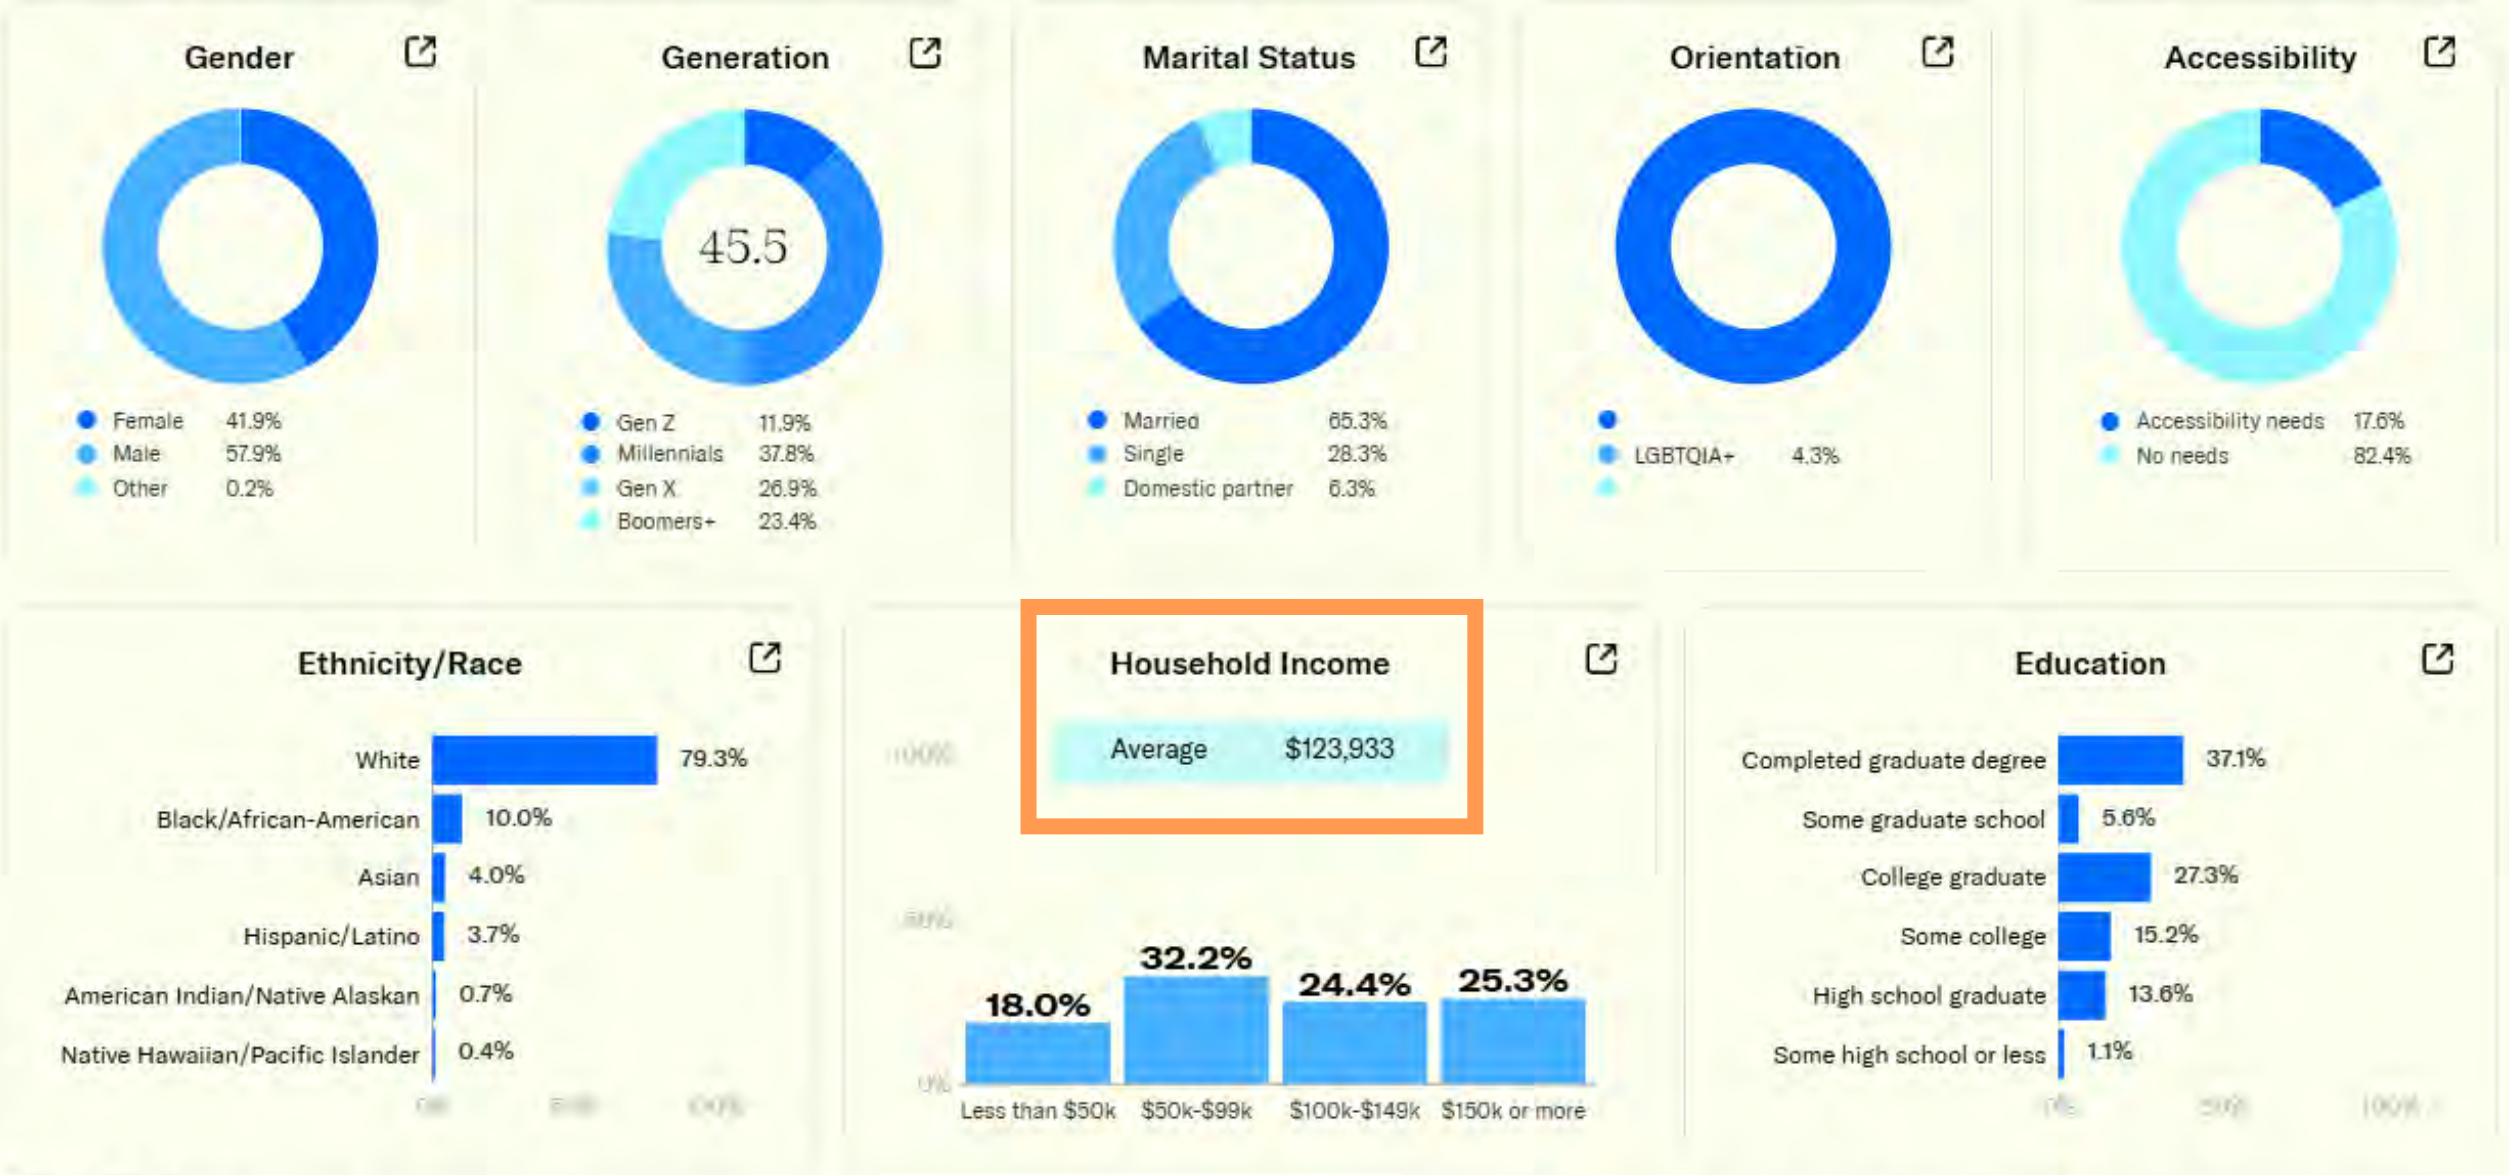 Gender
Female 41.9%
Male 57.9%
Other 0.2%
Generation
45.5
Gen Z 11.9%
Millennials 37.8%
Gen X 26.9%
Boomers+ 23.4%
Marital Status
Married 65.3%
Single 28.3%
Domestic partner 6.3%
Orientation
LGBTQIA+ 4.3%
Accessibility
Accessibility needs 17.6%
No needs 82.4%
Ethnicity/Race
White 79.3%
Black/African-American 10.0%
Asian 4.0%
Hispanic/Latino 3.7%
American Indian/Native Alaskan 0.7%
Native Hawaiian/Pacific Islander 0.4%
Household Income
Average $123,933
100%
50%
0%
18.0% 32.2% 24.4% 25.3%
Less than $50k $50k-$99k $100k-$149k $150k or more
Education
Completed graduate degree 37.1%
Some graduate school 5.6%
College graduate 27.3%
Some college 15.2%
High school graduate 13.6%
Some high school or less 1.1%
0% 50% 100%